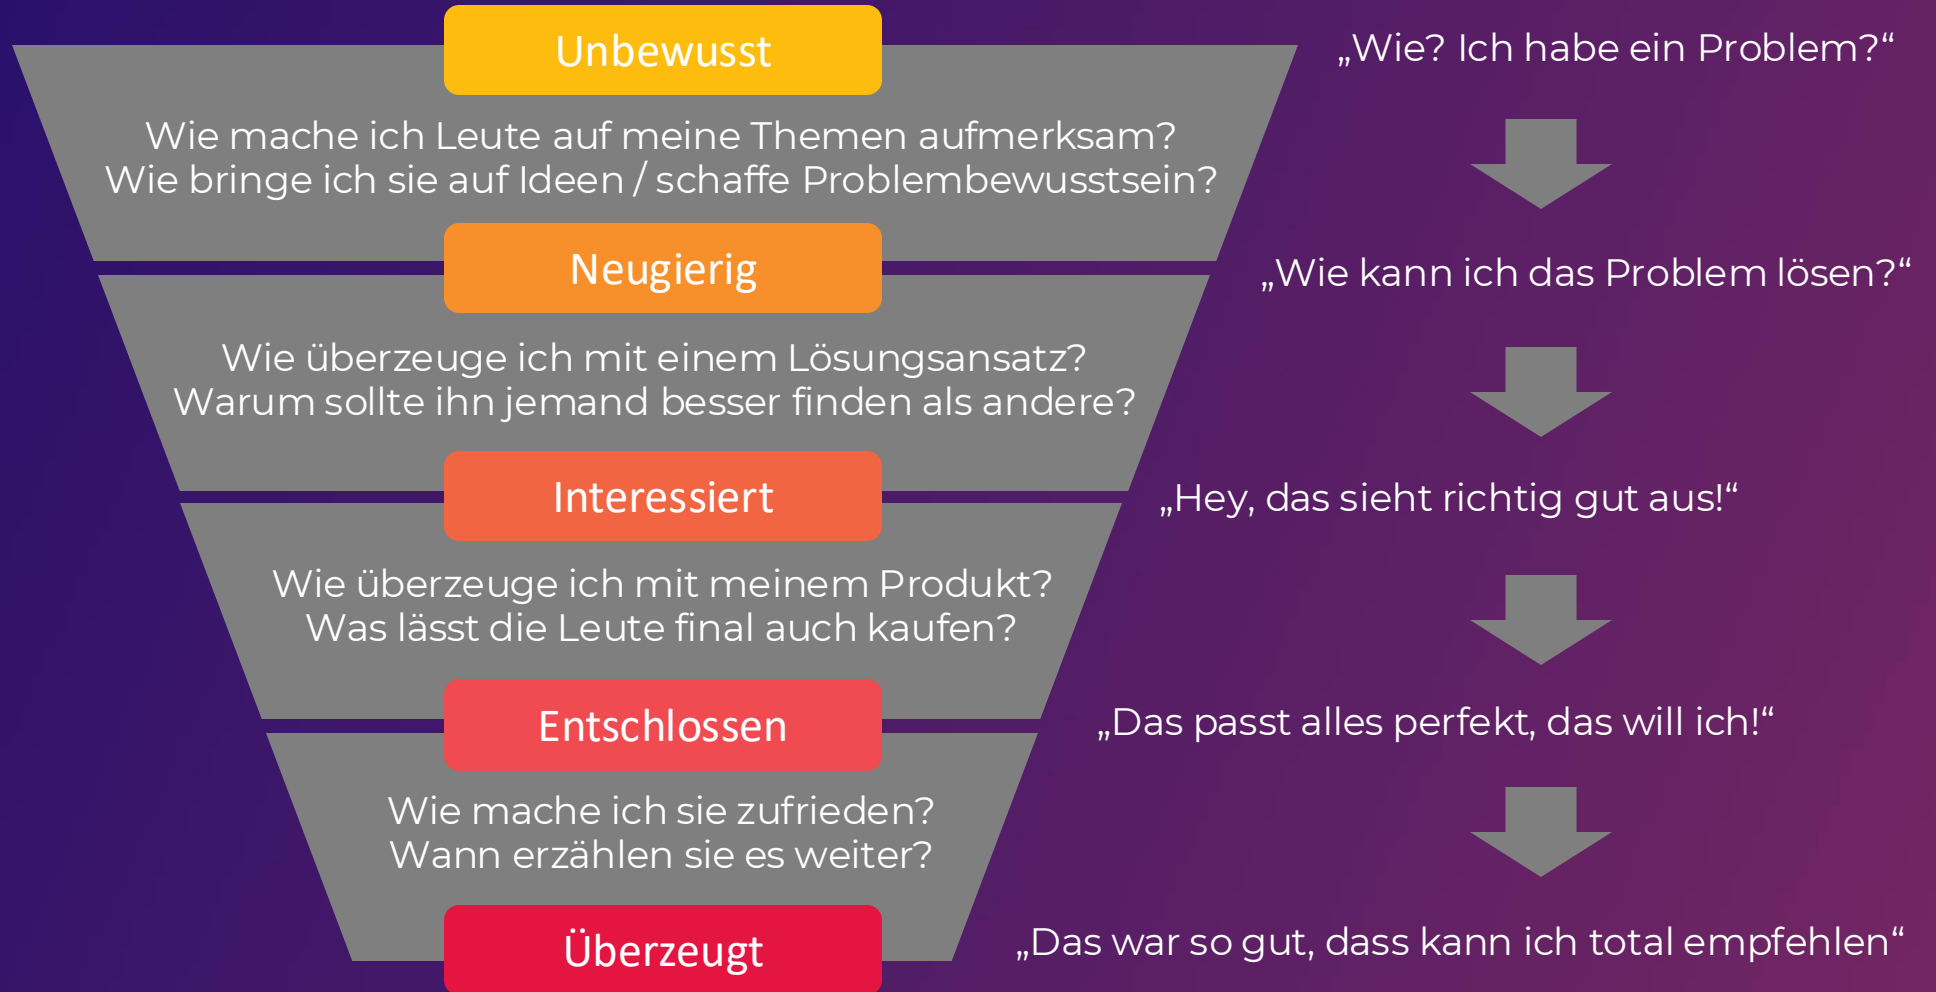 Unbewusst
„Wie? Ich habe ein Problem?“
Wie mache ich Leute auf meine Themen aufmerksam?
Wie bringe ich sie auf Ideen / schaffe Problembewusstsein?
Neugierig
„Wie kann ich das Problem lösen?“
Wie überzeuge ich mit einem Lösungsansatz?
Warum sollte ihn jemand besser finden als andere?
Interessiert
„Hey, das sieht richtig gut aus!“
Wie überzeuge ich mit meinem Produkt?
Was lässt die Leute final auch kaufen?
Entschlossen
„Das passt alles perfekt, das will ich!“
Wie mache ich sie zufrieden?
Wann erzählen sie es weiter?
Überzeugt
„Das war so gut, dass kann ich total empfehlen“